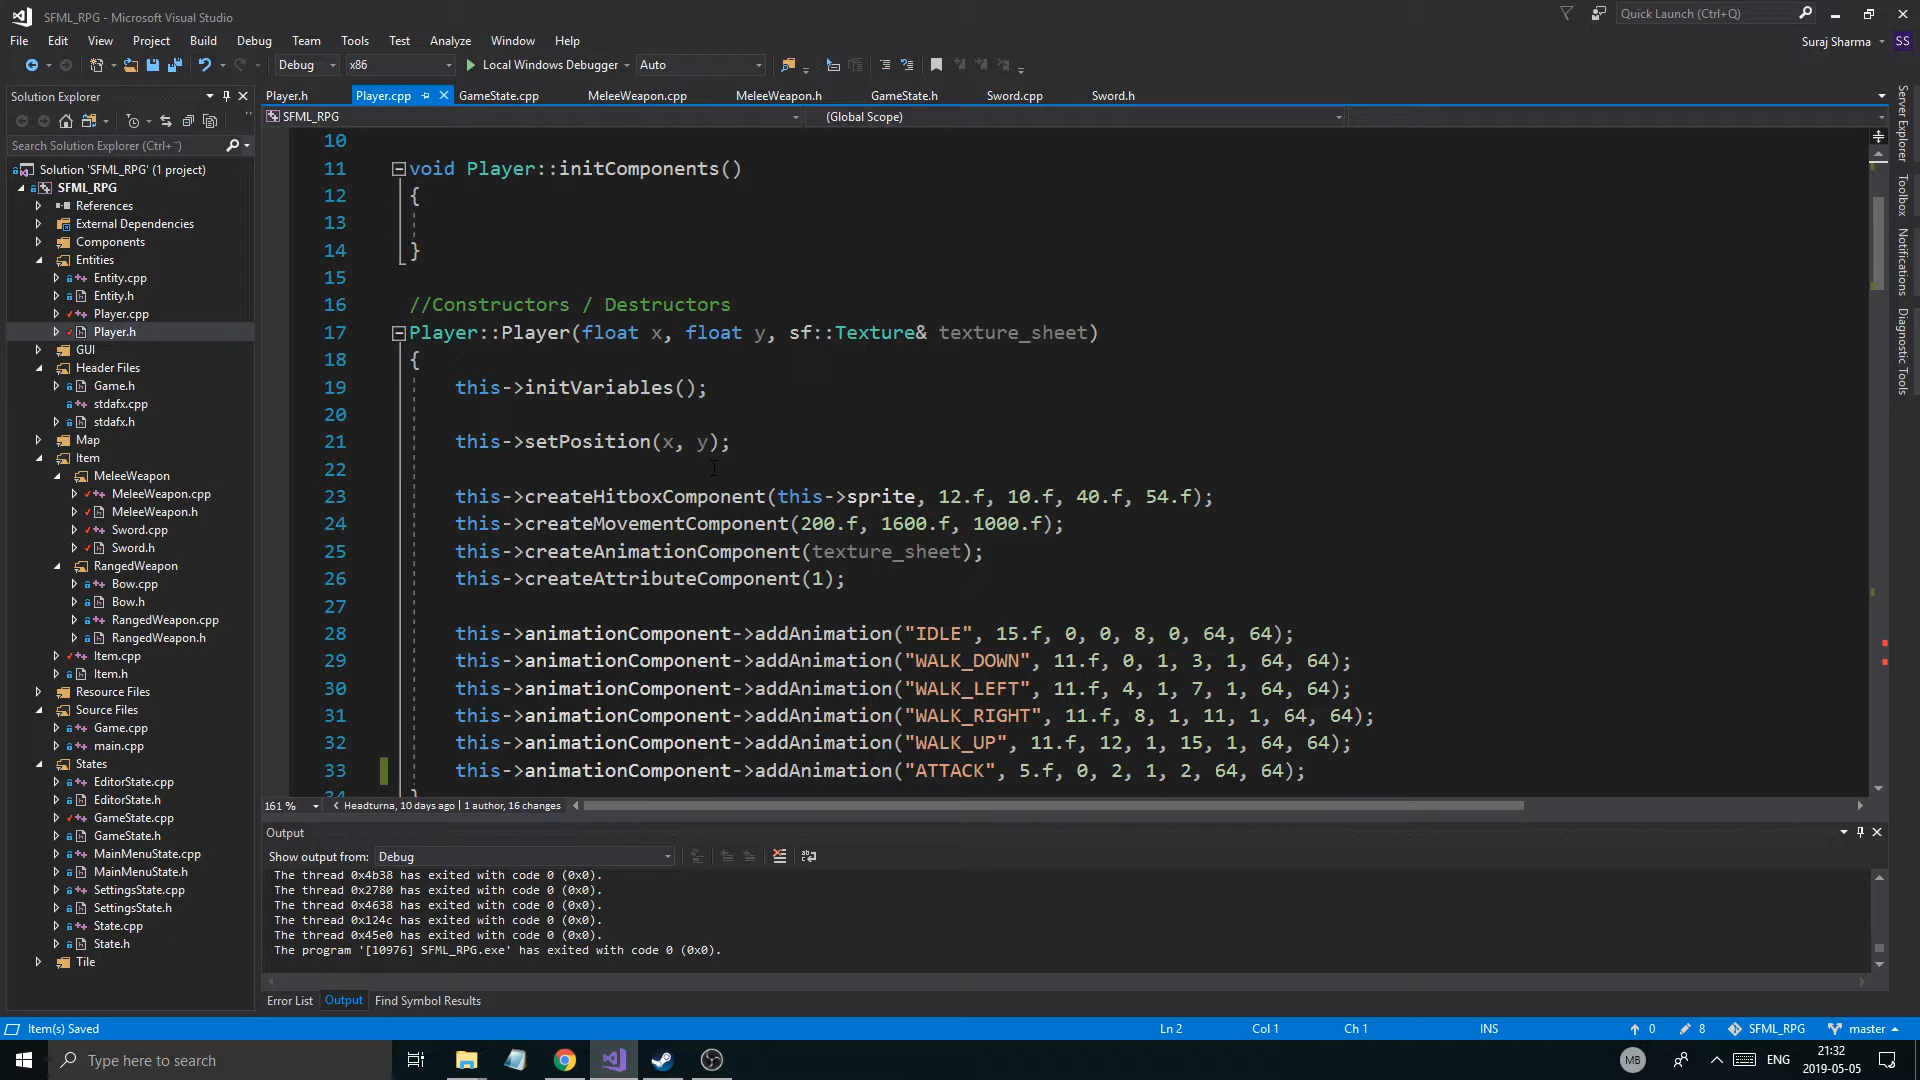 SFML_RPG - Microsoft Visual Studio
Quick Launch (Ctrl+Q)
File Edit View Project Build Debug Team Tools Test Analyze Window Help
Suraj Sharma
SS
Debug x86 Local Windows Debugger Auto
Solution Explorer
Player.h Player.cpp GameState.cpp MeleeWeapon.cpp MeleeWeapon.h GameState.h Sword.cpp Sword.h
SFML_RPG (Global Scope)
Search Solution Explorer (Ctrl+¨)
Solution 'SFML_RPG' (1 project)
SFML_RPG
References
External Dependencies
Components
Entities
Entity.cpp
Entity.h
Player.cpp
Player.h
GUI
Header Files
Game.h
stdafx.cpp
stdafx.h
Map
Item
MeleeWeapon
MeleeWeapon.cpp
MeleeWeapon.h
Sword.cpp
Sword.h
RangedWeapon
Bow.cpp
Bow.h
RangedWeapon.cpp
RangedWeapon.h
Item.cpp
Item.h
Resource Files
Source Files
Game.cpp
main.cpp
States
EditorState.cpp
EditorState.h
GameState.cpp
GameState.h
MainMenuState.cpp
MainMenuState.h
SettingsState.cpp
SettingsState.h
State.cpp
State.h
Tile
10
11 void Player::initComponents()
12 {
13
14 }
15
16 //Constructors / Destructors
17 Player::Player(float x, float y, sf::Texture& texture_sheet)
18 {
19 this->initVariables();
20
21 this->setPosition(x, y);
22
23 this->createHitboxComponent(this->sprite, 12.f, 10.f, 40.f, 54.f);
24 this->createMovementComponent(200.f, 1600.f, 1000.f);
25 this->createAnimationComponent(texture_sheet);
26 this->createAttributeComponent(1);
27
28 this->animationComponent->addAnimation("IDLE", 15.f, 0, 0, 8, 0, 64, 64);
29 this->animationComponent->addAnimation("WALK_DOWN", 11.f, 0, 1, 3, 1, 64, 64);
30 this->animationComponent->addAnimation("WALK_LEFT", 11.f, 4, 1, 7, 1, 64, 64);
31 this->animationComponent->addAnimation("WALK_RIGHT", 11.f, 8, 1, 11, 1, 64, 64);
32 this->animationComponent->addAnimation("WALK_UP", 11.f, 12, 1, 15, 1, 64, 64);
33 this->animationComponent->addAnimation("ATTACK", 5.f, 0, 2, 1, 2, 64, 64);
34 }
161 % Headturna, 10 days ago | 1 author, 16 changes
Output
Show output from: Debug
The thread 0x4b38 has exited with code 0 (0x0).
The thread 0x2780 has exited with code 0 (0x0).
The thread 0x4638 has exited with code 0 (0x0).
The thread 0x124c has exited with code 0 (0x0).
The thread 0x45e0 has exited with code 0 (0x0).
The program '[10976] SFML_RPG.exe' has exited with code 0 (0x0).
Error List Output Find Symbol Results
Server Explorer
Toolbox
Notifications
Diagnostic Tools
Item(s) Saved Ln 2 Col 1 Ch 1 INS 0 8 SFML_RPG master
Type here to search
MB
ENG
21:32
2019-05-05